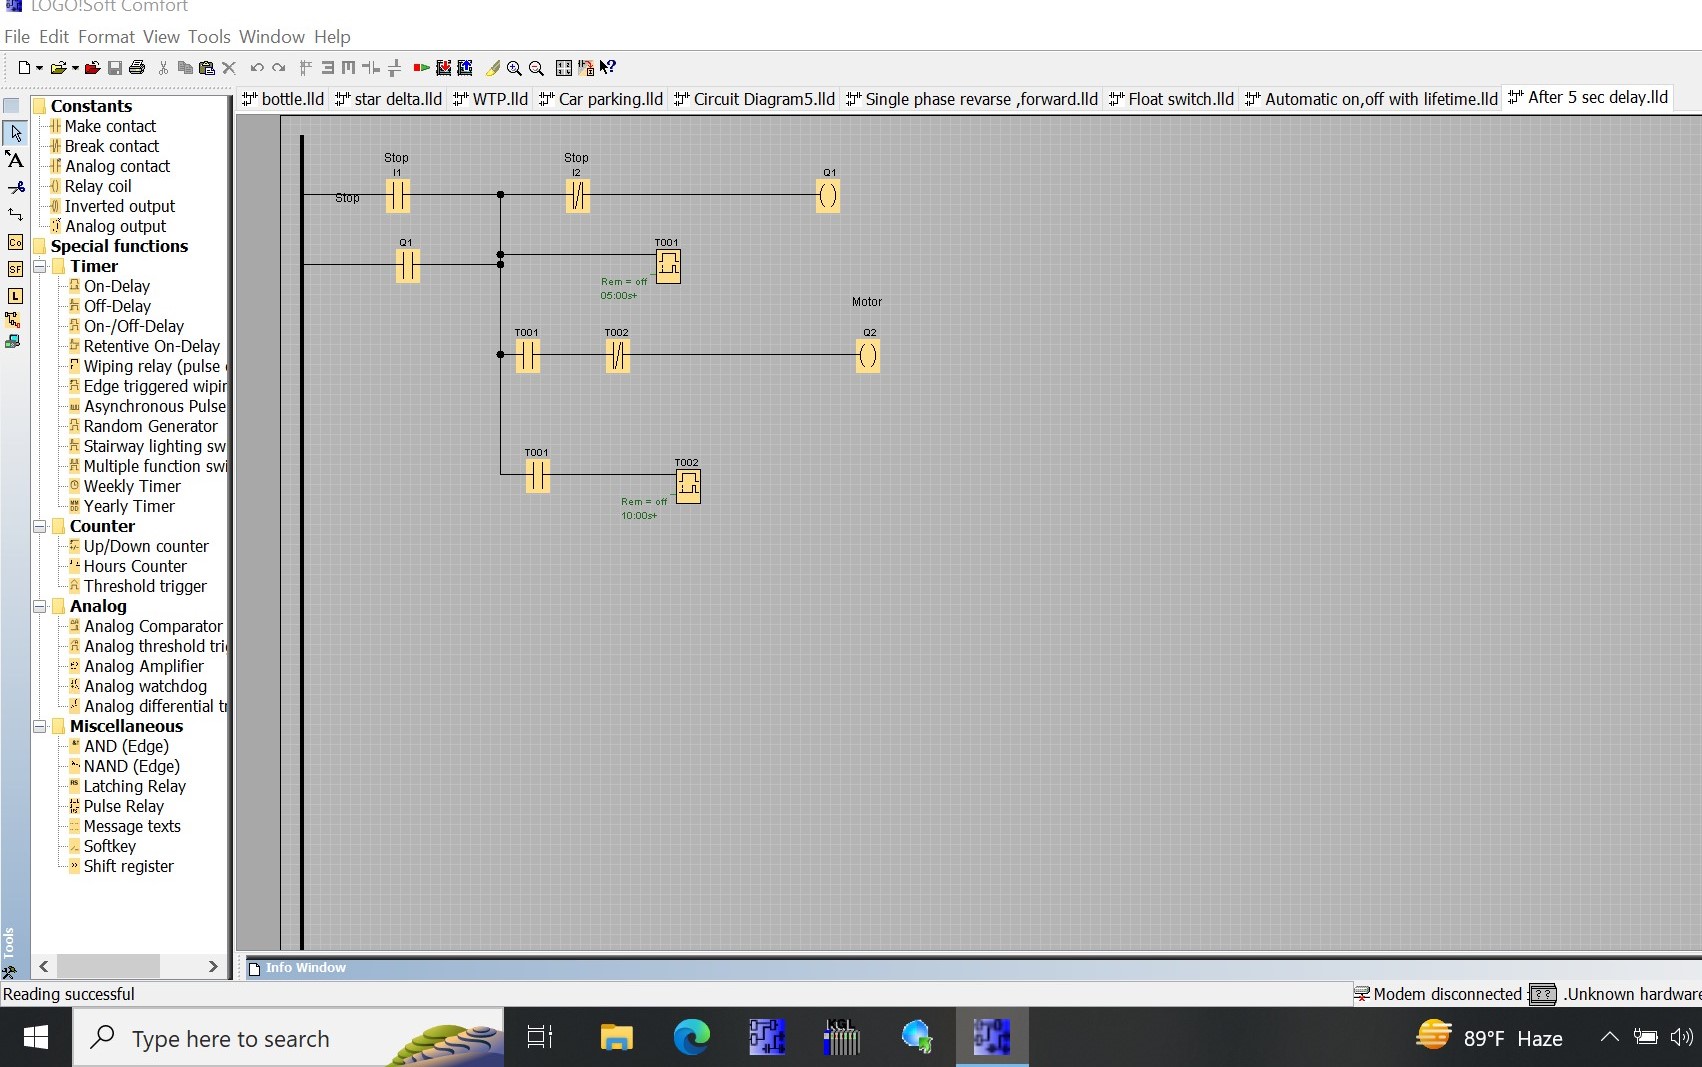 LOGO!Soft Comfort
File Edit Format View Tools Window Help
bottle.lld star delta.lld WTP.lld Car parking.lld Circuit Diagram5.lld Single phase revarse ,forward.lld Float switch.lld Automatic on,off with lifetime.lld After 5 sec delay.lld
Constants
Make contact
Break contact
Analog contact
Relay coil
Inverted output
Analog output
Special functions
Timer
On-Delay
Off-Delay
On-/Off-Delay
Retentive On-Delay
Wiping relay (pulse
Edge triggered wipir
Asynchronous Pulse
Random Generator
Stairway lighting sw
Multiple function swi
Weekly Timer
Yearly Timer
Counter
Up/Down counter
Hours Counter
Threshold trigger
Analog
Analog Comparator
Analog threshold tri
Analog Amplifier
Analog watchdog
Analog differential t
Miscellaneous
AND (Edge)
NAND (Edge)
Latching Relay
Pulse Relay
Message texts
Softkey
Shift register
Co
SF
L
Tools
Stop Stop
I1 I2 Q1
Stop
Q1 T001
Rem = off
05:00s+
Motor
T001 T002 Q2
T001 T002
Rem = off
10:00s+
Info Window
Reading successful
Modem disconnected ?? .Unknown hardware
Type here to search
KGL
89°F Haze